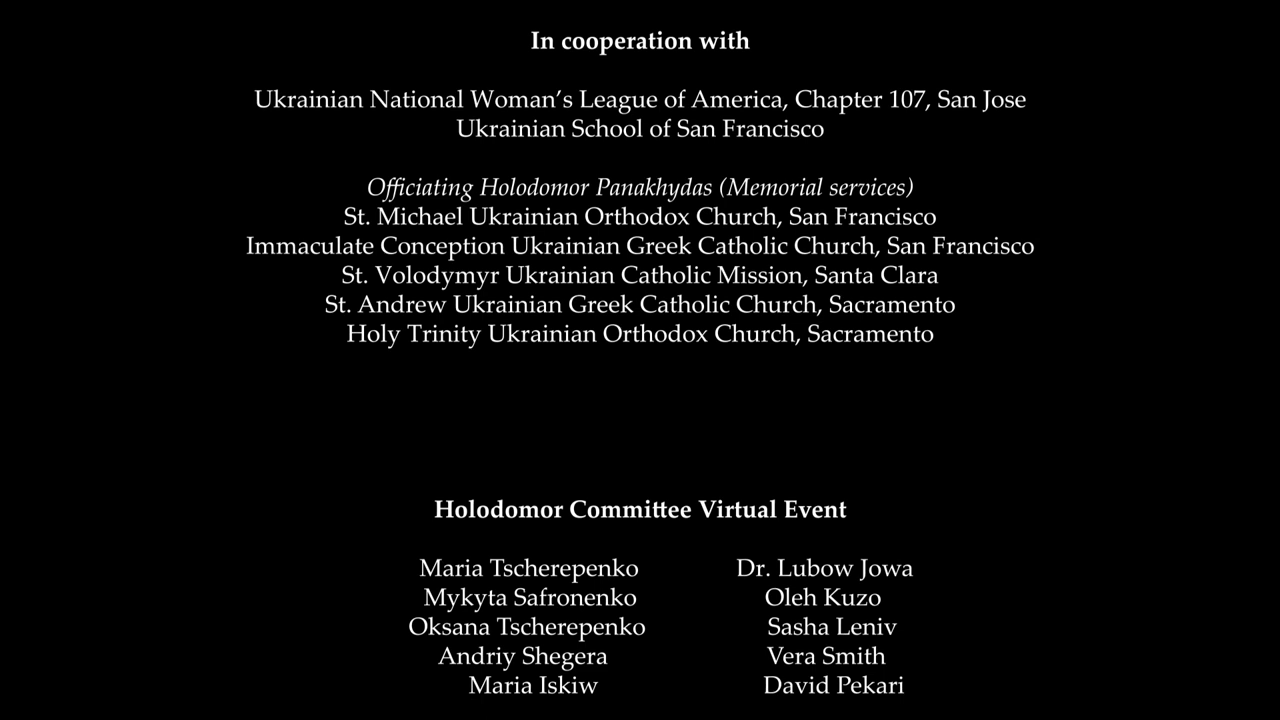 In cooperation with
Ukrainian National Woman’s League of America, Chapter 107, San Jose
Ukrainian School of San Francisco
Officiating Holodomor Panakhydas (Memorial services)
St. Michael Ukrainian Orthodox Church, San Francisco
Immaculate Conception Ukrainian Greek Catholic Church, San Francisco
St. Volodymyr Ukrainian Catholic Mission, Santa Clara
St. Andrew Ukrainian Greek Catholic Church, Sacramento
Holy Trinity Ukrainian Orthodox Church, Sacramento
Holodomor Committee Virtual Event
Maria Tscherepenko Dr. Lubow Jowa
Mykyta Safronenko Oleh Kuzo
Oksana Tscherepenko Sasha Leniv
Andriy Shegera Vera Smith
Maria Iskiw David Pekari